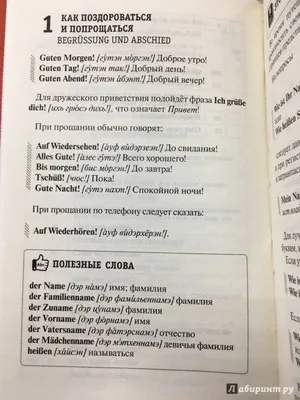 1 КАК ПОЗДОРОВАТЬСЯ
И ПОПРОЩАТЬСЯ
BEGRÜSSUNG UND ABSCHIED
Guten Morgen! [гу́тэн мо̀ргэн!] Доброе утро!
Guten Tag! [гу́тэн та̀к!] Добрый день!
Guten Abend! [гу́тэн а̀бэнт!] Добрый вечер!
Для дружеского приветствия подойдёт фраза Ich grüße
dich! [ихь грю̀сэ дихь!], что означает Привет!
При прощании обычно говорят:
Auf Wiedersehen! [ауф ви́дэрзеэн!] До свидания!
Alles Gute! [а́лес гу̀тэ!] Всего хорошего!
Bis morgen! [бис мо̀ргэн!] До завтра!
Tschüß! [чюс!] Пока!
Gute Nacht! [гу́тэ нахт!] Спокойной ночи!
При прощании по телефону следует сказать:
Auf Wiederhören! [а́уф ви́дэрхёрэн!]
ПОЛЕЗНЫЕ СЛОВА
der Name [дэр на̀мэ] имя; фамилия
der Familienname [дэр фами́льеннамэ] фамилия
der Zuname [дэр цу̀намэ] фамилия
der Vorname [дэр фо̀рнамэ] имя
der Vatersname [дэр фа̀тэрснамэ] отчество
der Mädchenname [дэр мэ̀тхеннамэ] девичья фамилия
heißen [ха̀йсэн] называться
Лабиринт.ру